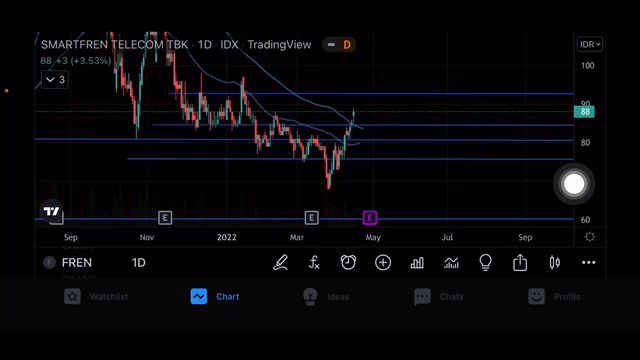 SMARTFREN TELECOM TBK · 1D · IDX · TradingView D IDR
88 +3 (+3.53%)
3
100
90
88
80
60
E E E
Sep Nov 2022 Mar May Jul Sep
F FREN 1D
Watchlist Chart Ideas Chats Profile